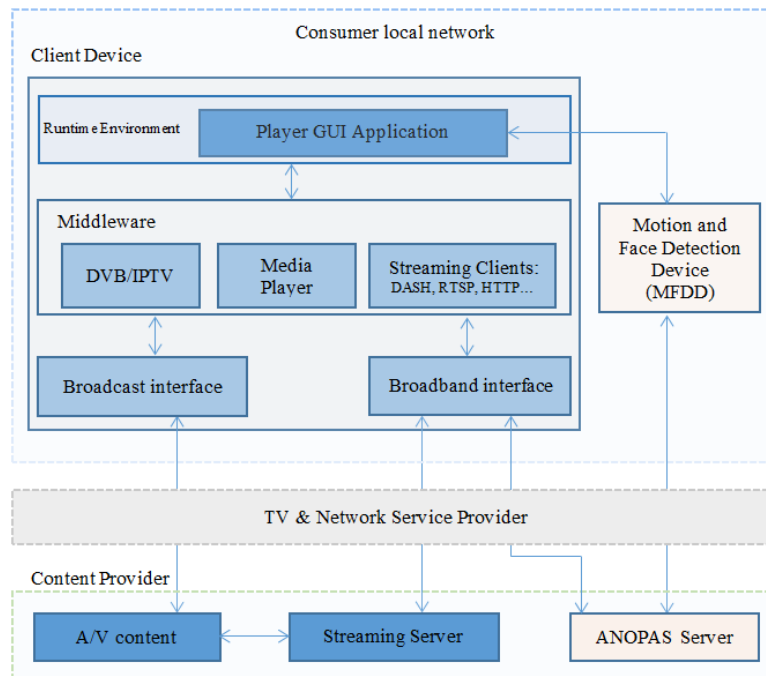 Consumer local network
Client Device
Runtime Environment
Player GUI Application
Middleware
DVB/IPTV
Media
Player
Streaming Clients:
DASH, RTSP, HTTP...
Motion and
Face Detection
Device
(MFDD)
Broadcast interface
Broadband interface
TV & Network Service Provider
Content Provider
A/V content
Streaming Server
ANOPAS Server